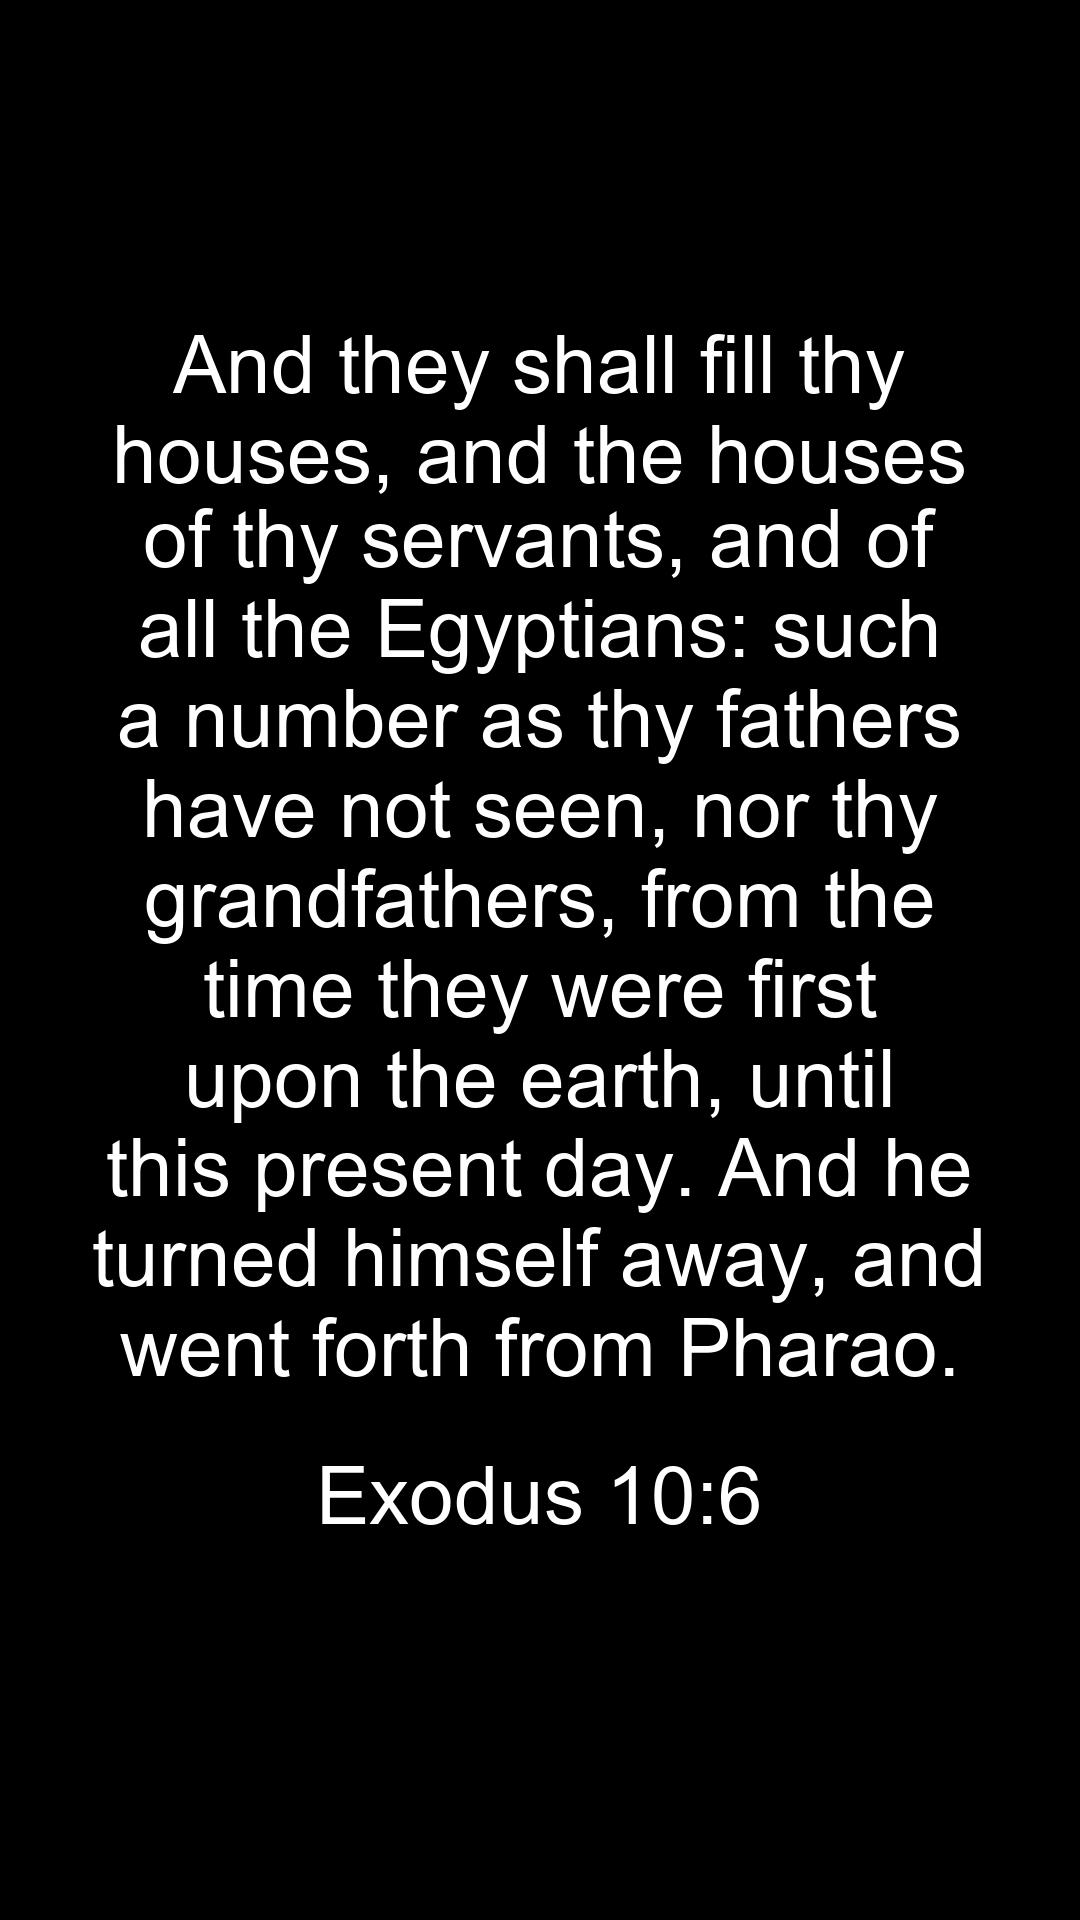 And they shall fill thy
houses, and the houses
of thy servants, and of
all the Egyptians: such
a number as thy fathers
have not seen, nor thy
grandfathers, from the
time they were first
upon the earth, until
this present day. And he
turned himself away, and
went forth from Pharao.
Exodus 10:6